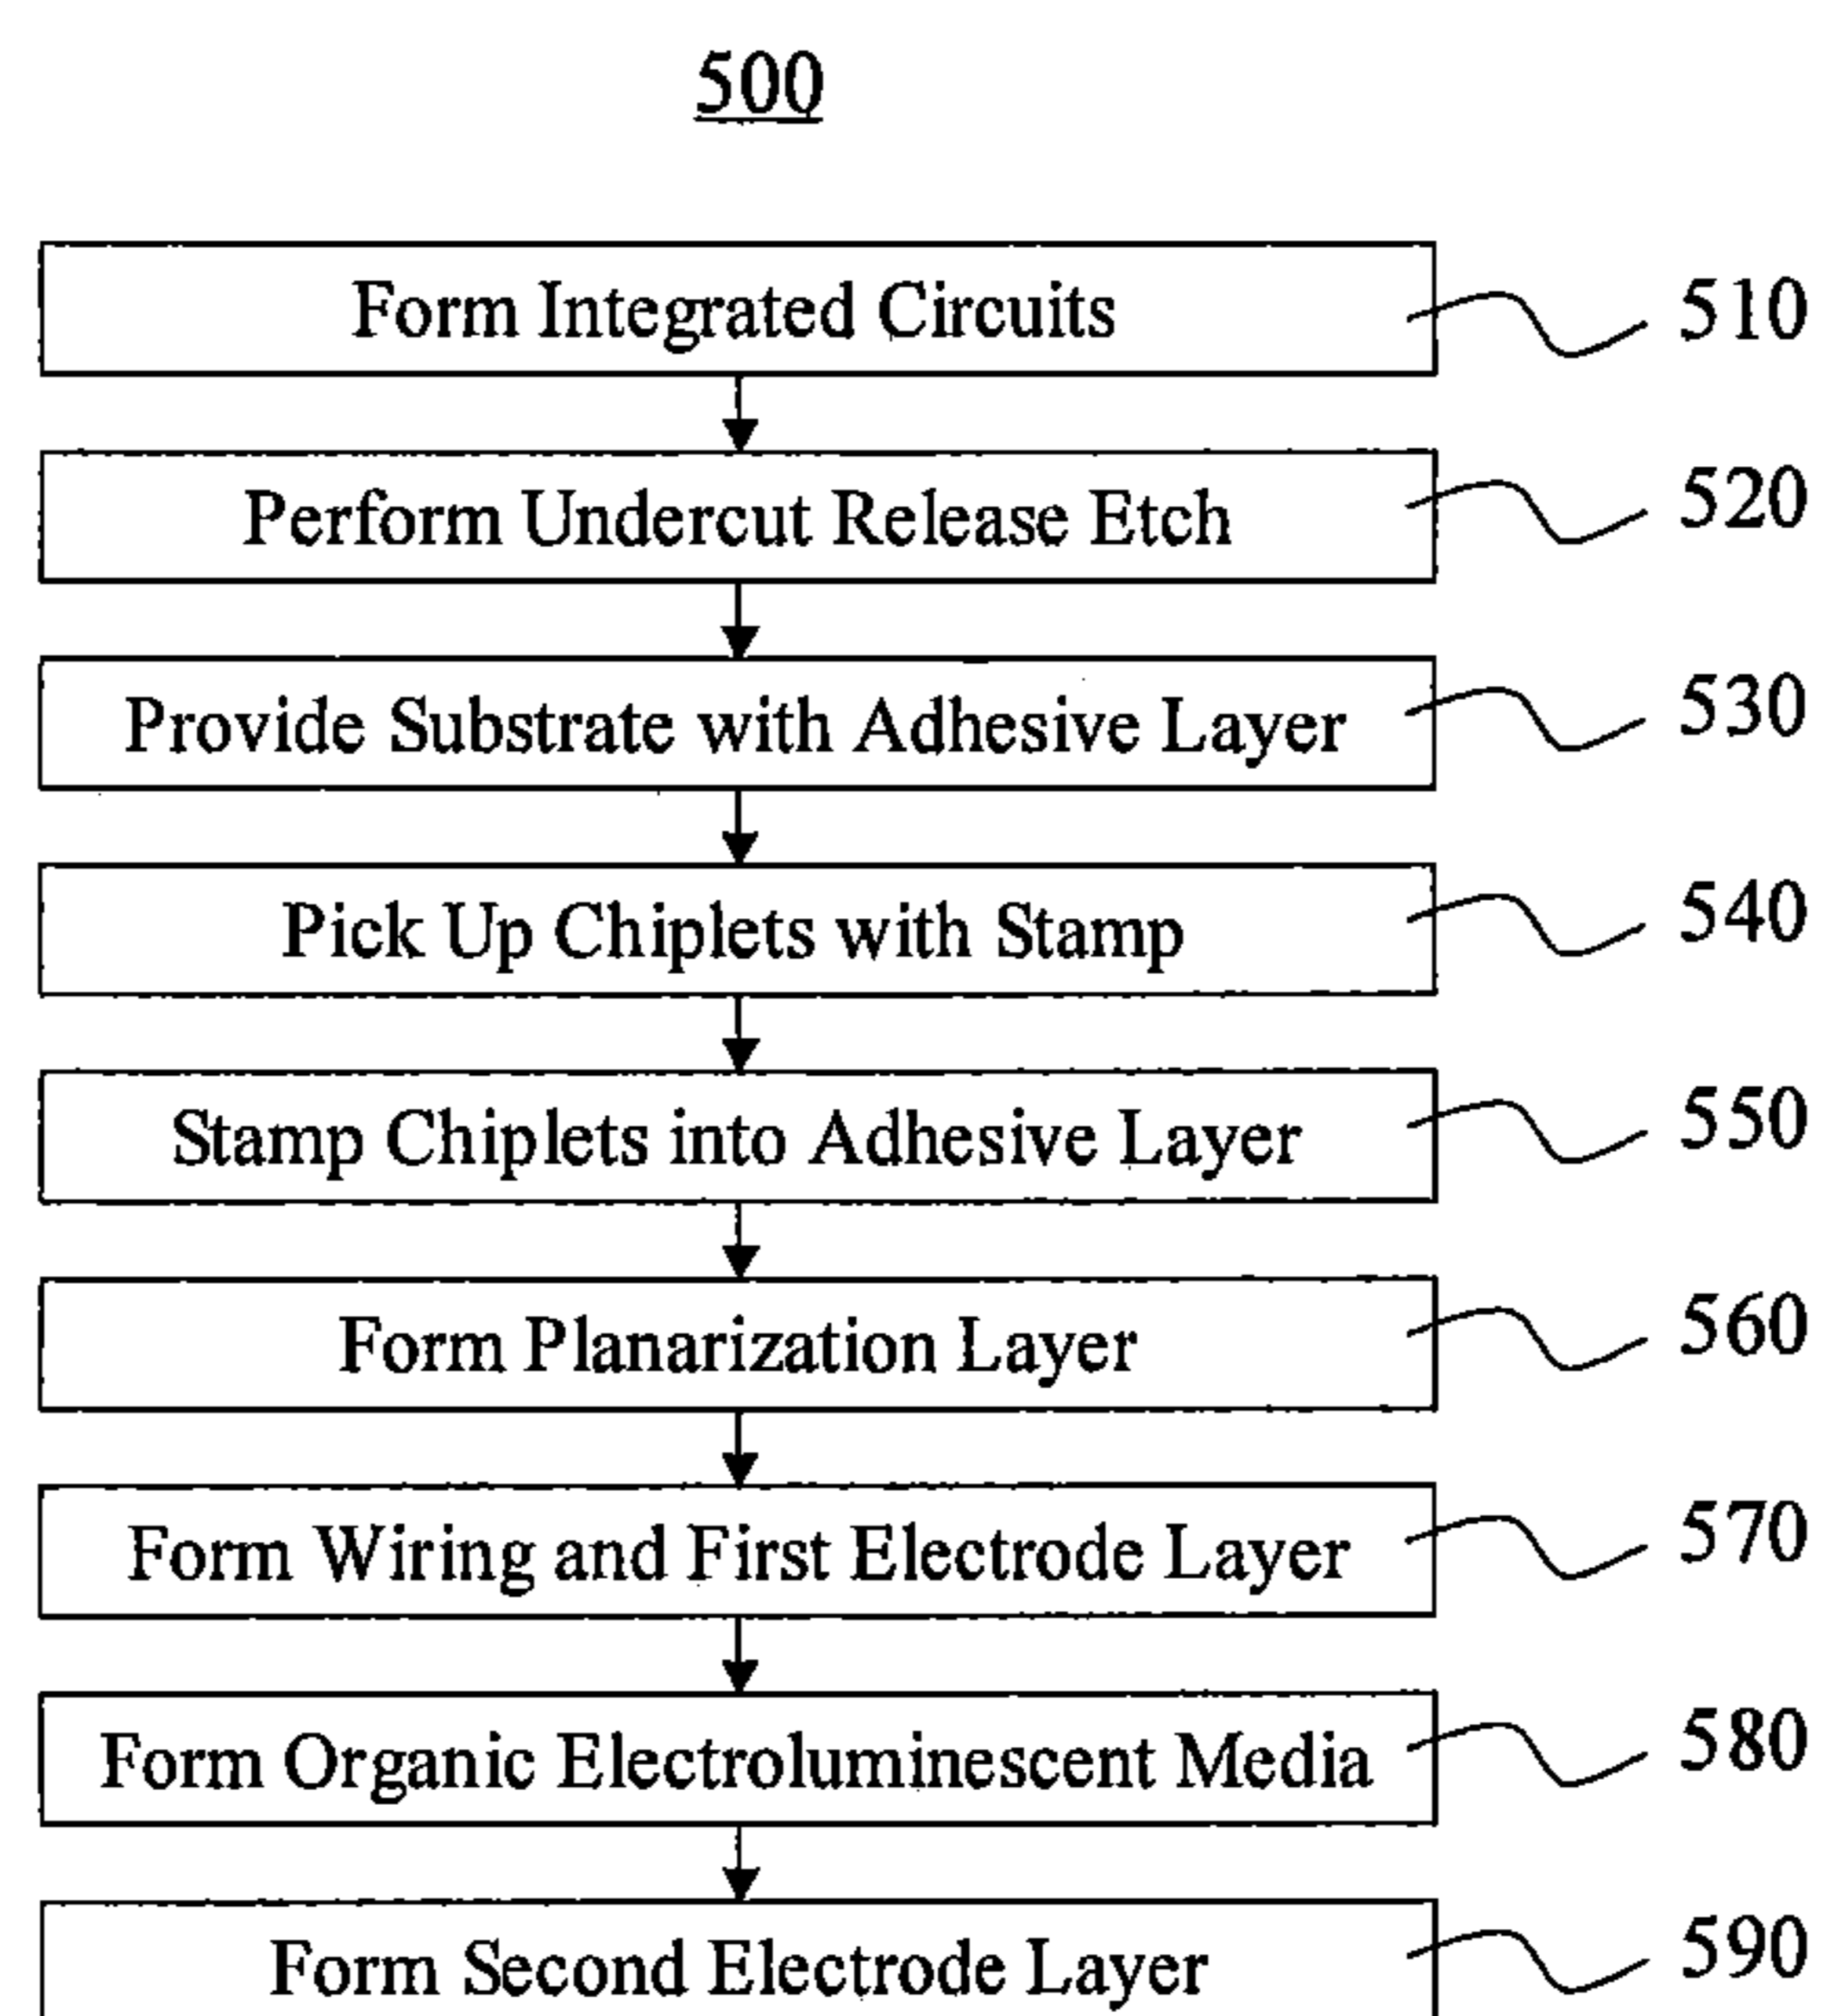 500
Form Integrated Circuits 510
Perform Undercut Release Etch 520
Provide Substrate with Adhesive Layer 530
Pick Up Chiplets with Stamp 540
Stamp Chiplets into Adhesive Layer 550
Form Planarization Layer 560
Form Wiring and First Electrode Layer 570
Form Organic Electroluminescent Media 580
Form Second Electrode Layer 590